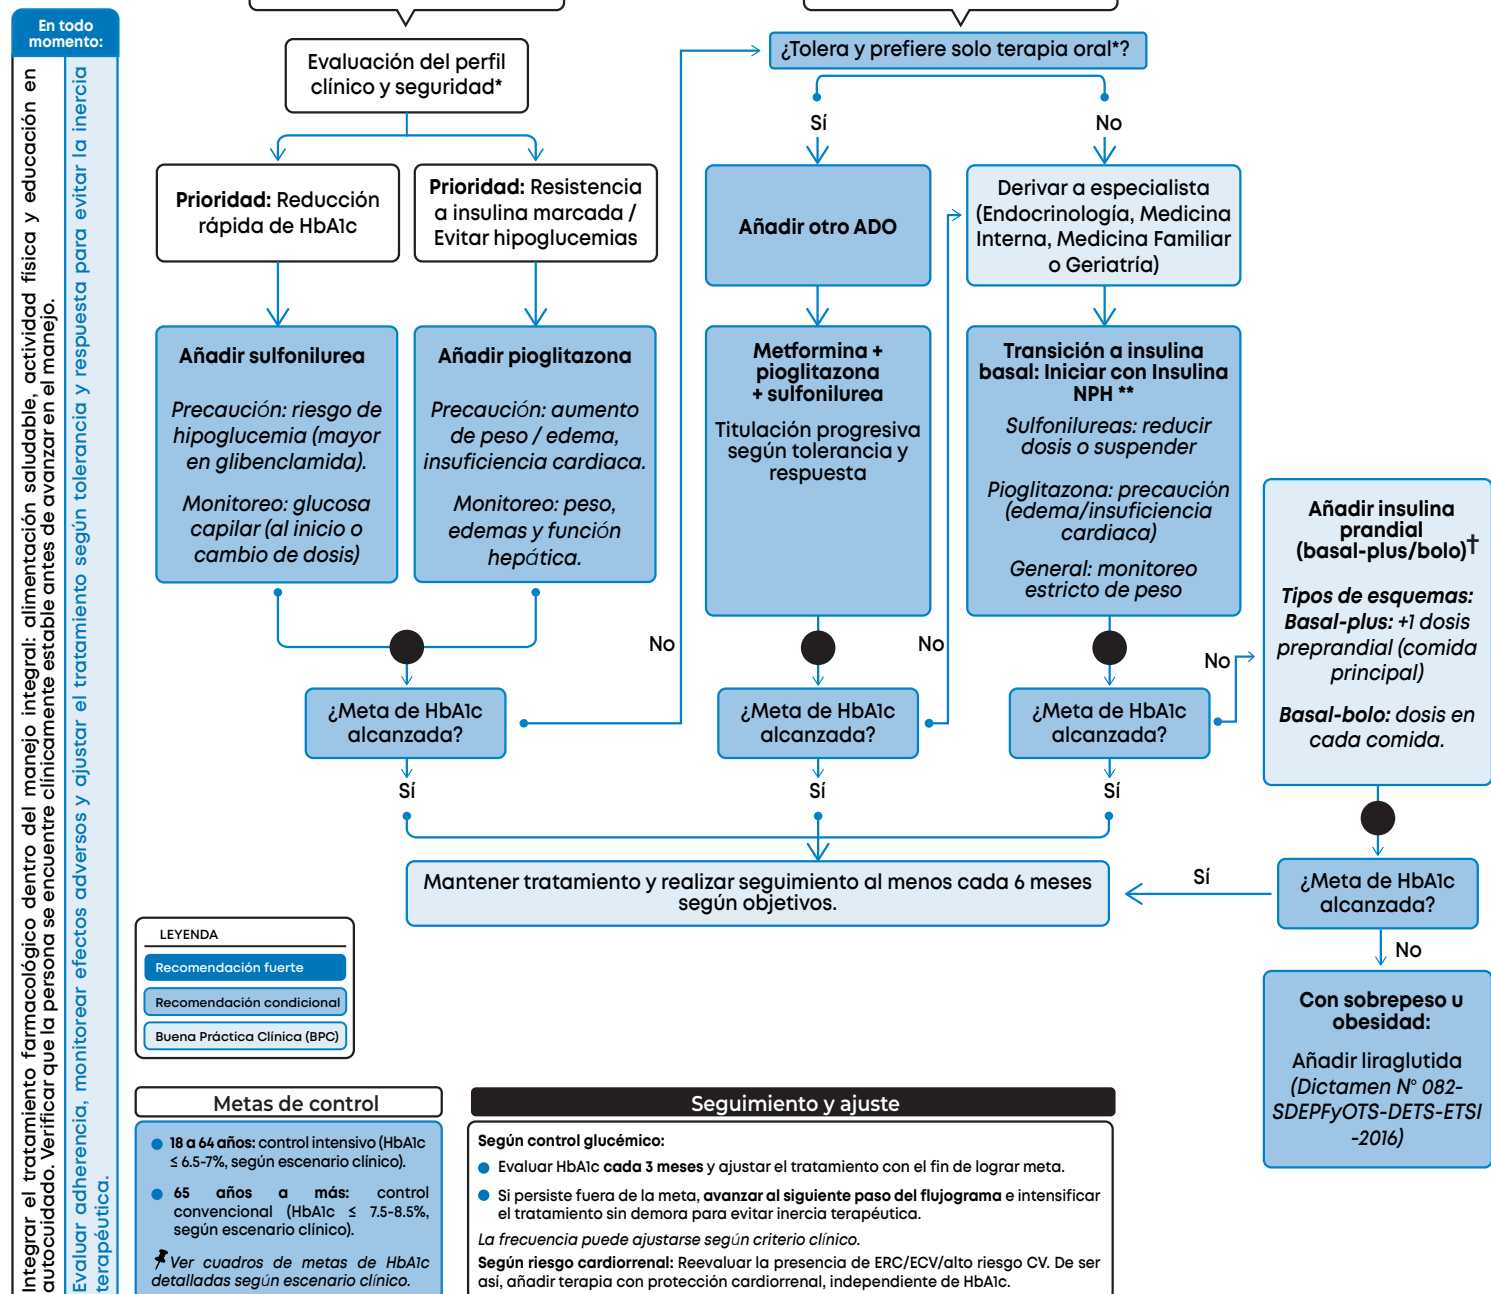 En todo
momento:
Integrar el tratamiento farmacológico dentro del manejo integral: alimentación saludable, actividad física y educación en
autocuidado. Verificar que la persona se encuentre clínicamente estable antes de avanzar en el manejo.
Evaluar adherencia, monitorear efectos adversos y ajustar el tratamiento según tolerancia y respuesta para evitar la inercia
terapéutica.
Evaluación del perfil
clínico y seguridad*
Prioridad: Reducción
rápida de HbA1c
Prioridad: Resistencia
a insulina marcada /
Evitar hipoglucemias
Añadir sulfonilurea
Precaución: riesgo de
hipoglucemia (mayor
en glibenclamida).
Monitoreo: glucosa
capilar (al inicio o
cambio de dosis)
Añadir pioglitazona
Precaución: aumento
de peso / edema,
insuficiencia cardiaca.
Monitoreo: peso,
edemas y función
hepática.
¿Meta de HbA1c
alcanzada?
No
Sí
¿Tolera y prefiere solo terapia oral*?
Sí
No
Añadir otro ADO
Metformina +
pioglitazona
+ sulfonilurea
Titulación progresiva
según tolerancia y
respuesta
¿Meta de HbA1c
alcanzada?
No
Sí
Derivar a especialista
(Endocrinología, Medicina
Interna, Medicina Familiar
o Geriatría)
Transición a insulina
basal: Iniciar con Insulina
NPH **
Sulfonilureas: reducir
dosis o suspender
Pioglitazona: precaución
(edema/insuficiencia
cardiaca)
General: monitoreo
estricto de peso
¿Meta de HbA1c
alcanzada?
No
Sí
Añadir insulina
prandial
(basal-plus/bolo)†
Tipos de esquemas:
Basal-plus: +1 dosis
preprandial (comida
principal)
Basal-bolo: dosis en
cada comida.
¿Meta de HbA1c
alcanzada?
Sí
No
Mantener tratamiento y realizar seguimiento al menos cada 6 meses
según objetivos.
Con sobrepeso u
obesidad:
Añadir liraglutida
(Dictamen N° 082-
SDEPFyOTS-DETS-ETSI
-2016)
LEYENDA
Recomendación fuerte
Recomendación condicional
Buena Práctica Clínica (BPC)
Metas de control
18 a 64 años: control intensivo (HbA1c
≤ 6.5-7%, según escenario clínico).
65 años a más: control
convencional (HbA1c ≤ 7.5-8.5%,
según escenario clínico).
Ver cuadros de metas de HbA1c
detalladas según escenario clínico.
Seguimiento y ajuste
Según control glucémico:
Evaluar HbA1c cada 3 meses y ajustar el tratamiento con el fin de lograr meta.
Si persiste fuera de la meta, avanzar al siguiente paso del flujograma e intensificar
el tratamiento sin demora para evitar inercia terapéutica.
La frecuencia puede ajustarse según criterio clínico.
Según riesgo cardiorrenal: Reevaluar la presencia de ERC/ECV/alto riesgo CV. De ser
así, añadir terapia con protección cardiorrenal, independiente de HbA1c.